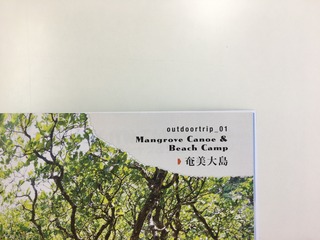 outdoortrip_01
Mangrove Canoe &
Beach Camp
奄美大島